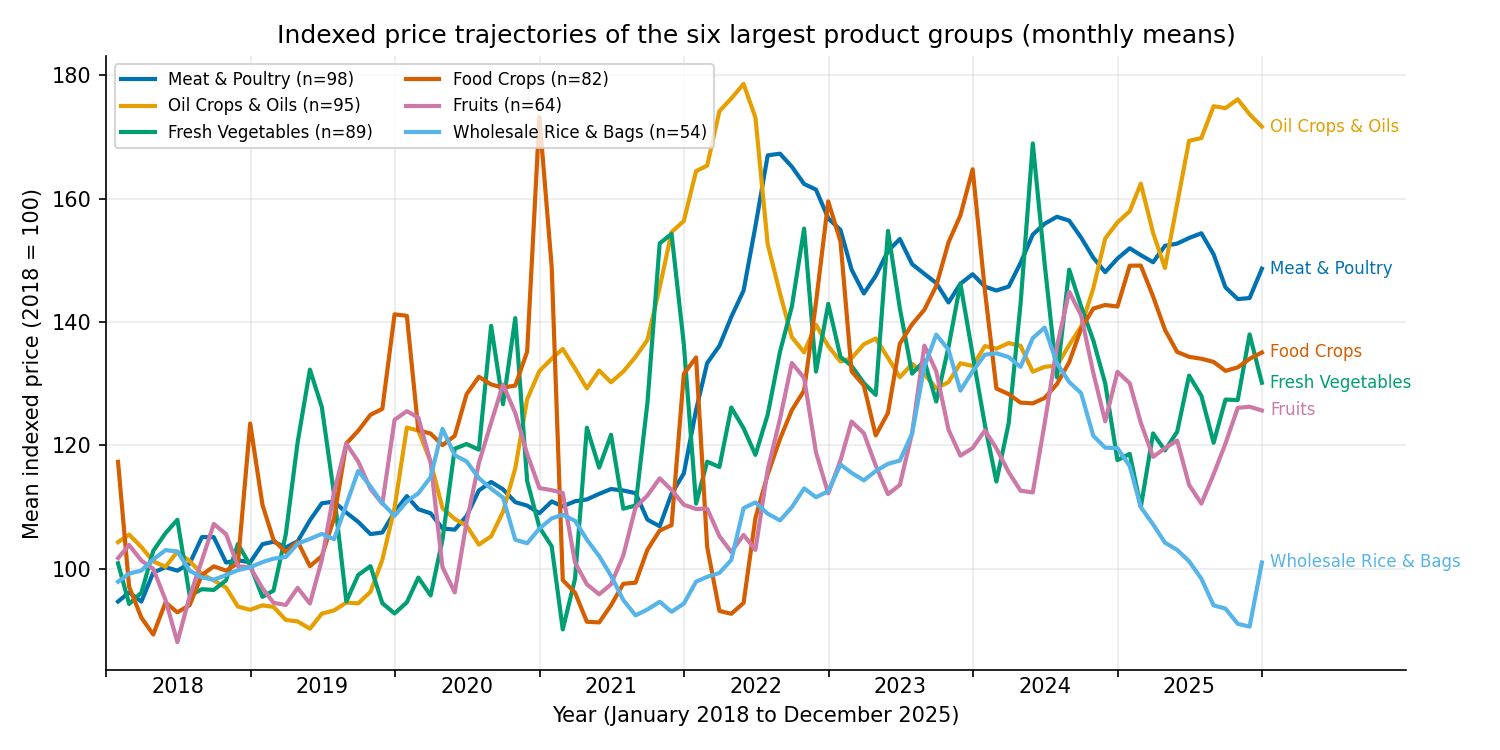 Indexed price trajectories of the six largest product groups (monthly means)
Meat & Poultry (n=98)
Oil Crops & Oils (n=95)
Fresh Vegetables (n=89)
Food Crops (n=82)
Fruits (n=64)
Wholesale Rice & Bags (n=54)
Mean indexed price (2018 = 100)
180
160
140
120
100
Oil Crops & Oils
Meat & Poultry
Food Crops
Fresh Vegetables
Fruits
Wholesale Rice & Bags
2018 2019 2020 2021 2022 2023 2024 2025
Year (January 2018 to December 2025)